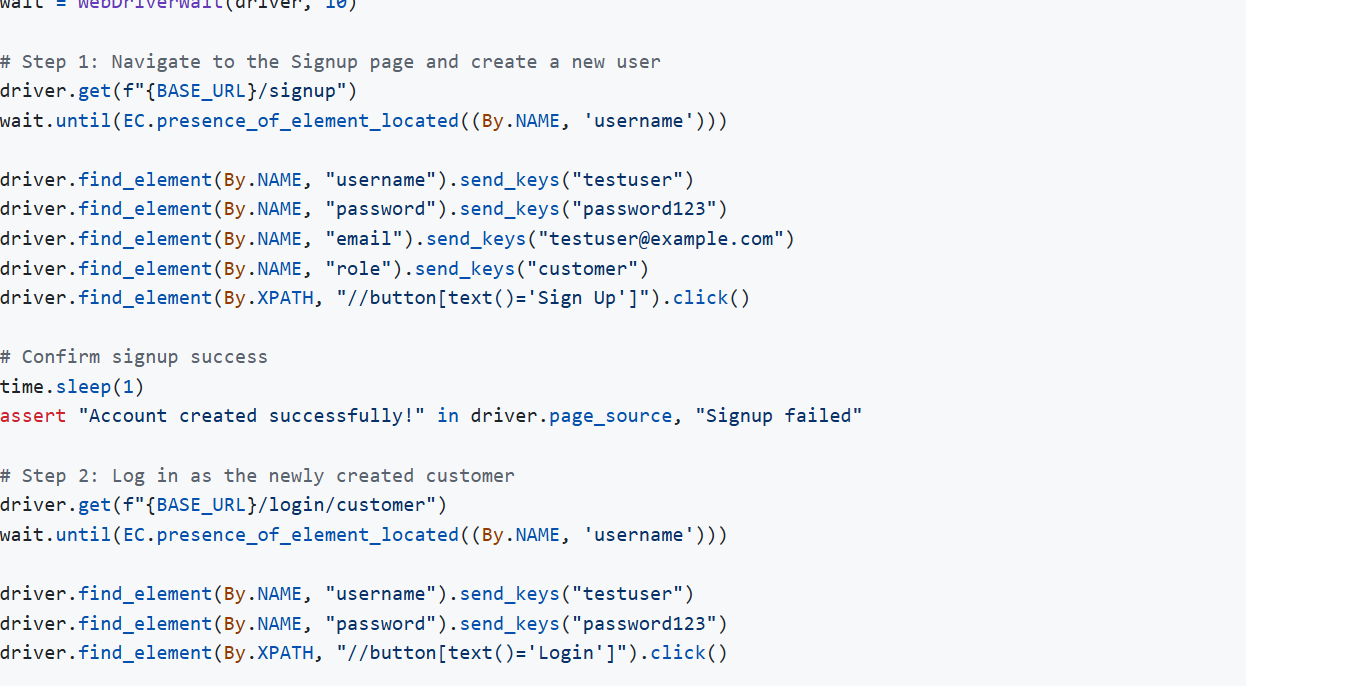 wait = WebDriverWait(driver, 10)
# Step 1: Navigate to the Signup page and create a new user
driver.get(f"{BASE_URL}/signup")
wait.until(EC.presence_of_element_located((By.NAME, 'username')))
driver.find_element(By.NAME, "username").send_keys("testuser")
driver.find_element(By.NAME, "password").send_keys("password123")
driver.find_element(By.NAME, "email").send_keys("testuser@example.com")
driver.find_element(By.NAME, "role").send_keys("customer")
driver.find_element(By.XPATH, "//button[text()='Sign Up']").click()
# Confirm signup success
time.sleep(1)
assert "Account created successfully!" in driver.page_source, "Signup failed"
# Step 2: Log in as the newly created customer
driver.get(f"{BASE_URL}/login/customer")
wait.until(EC.presence_of_element_located((By.NAME, 'username')))
driver.find_element(By.NAME, "username").send_keys("testuser")
driver.find_element(By.NAME, "password").send_keys("password123")
driver.find_element(By.XPATH, "//button[text()='Login']").click()